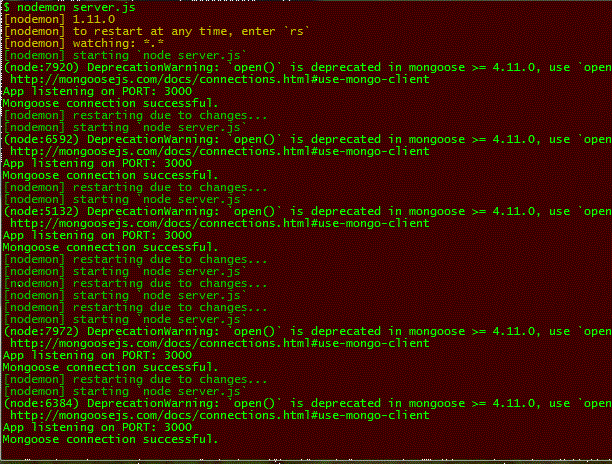 $ nodemon server.js
[nodemon] 1.11.0
[nodemon] to restart at any time, enter `rs`
[nodemon] watching: *.*
[nodemon] starting `node server.js`
(node:7920) DeprecationWarning: `open()` is deprecated in mongoose >= 4.11.0, use `open
http://mongoosejs.com/docs/connections.html#use-mongo-client
App listening on PORT: 3000
Mongoose connection successful.
[nodemon] restarting due to changes...
[nodemon] starting `node server.js`
(node:6592) DeprecationWarning: `open()` is deprecated in mongoose >= 4.11.0, use `open
http://mongoosejs.com/docs/connections.html#use-mongo-client
App listening on PORT: 3000
Mongoose connection successful.
[nodemon] restarting due to changes...
[nodemon] starting `node server.js`
(node:5132) DeprecationWarning: `open()` is deprecated in mongoose >= 4.11.0, use `open
http://mongoosejs.com/docs/connections.html#use-mongo-client
App listening on PORT: 3000
Mongoose connection successful.
[nodemon] restarting due to changes...
[nodemon] starting `node server.js`
[nodemon] restarting due to changes...
[nodemon] starting `node server.js`
[nodemon] restarting due to changes...
[nodemon] starting `node server.js`
(node:7972) DeprecationWarning: `open()` is deprecated in mongoose >= 4.11.0, use `open
http://mongoosejs.com/docs/connections.html#use-mongo-client
App listening on PORT: 3000
Mongoose connection successful.
[nodemon] restarting due to changes...
[nodemon] starting `node server.js`
(node:6384) DeprecationWarning: `open()` is deprecated in mongoose >= 4.11.0, use `open
http://mongoosejs.com/docs/connections.html#use-mongo-client
App listening on PORT: 3000
Mongoose connection successful.